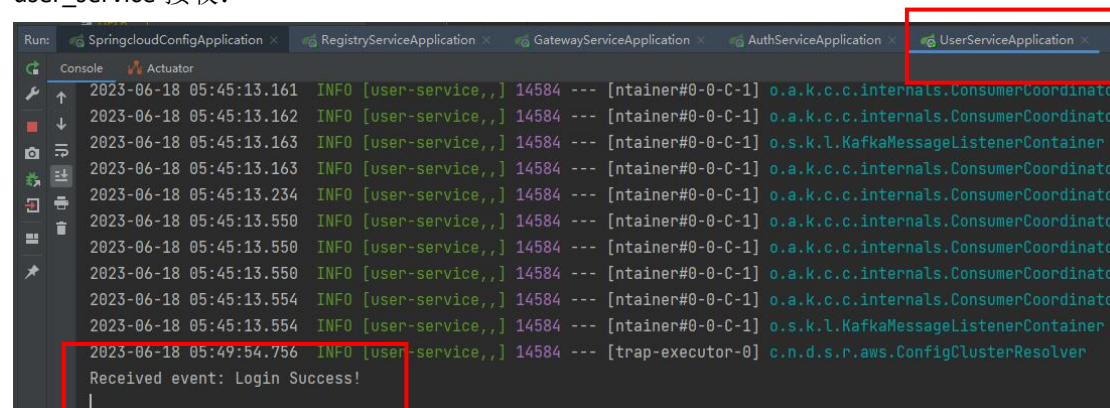 user_service 接收:
Run: SpringcloudConfigApplication × RegistryServiceApplication × GatewayServiceApplication × AuthServiceApplication × UserServiceApplication ×
Console Actuator
2023-06-18 05:45:13.161 INFO [user-service,,] 14584 --- [ntainer#0-0-C-1] o.a.k.c.c.internals.ConsumerCoordinato
2023-06-18 05:45:13.162 INFO [user-service,,] 14584 --- [ntainer#0-0-C-1] o.a.k.c.c.internals.ConsumerCoordinato
2023-06-18 05:45:13.163 INFO [user-service,,] 14584 --- [ntainer#0-0-C-1] o.s.k.l.KafkaMessageListenerContainer
2023-06-18 05:45:13.163 INFO [user-service,,] 14584 --- [ntainer#0-0-C-1] o.a.k.c.c.internals.ConsumerCoordinato
2023-06-18 05:45:13.234 INFO [user-service,,] 14584 --- [ntainer#0-0-C-1] o.a.k.c.c.internals.ConsumerCoordinato
2023-06-18 05:45:13.550 INFO [user-service,,] 14584 --- [ntainer#0-0-C-1] o.a.k.c.c.internals.ConsumerCoordinato
2023-06-18 05:45:13.550 INFO [user-service,,] 14584 --- [ntainer#0-0-C-1] o.a.k.c.c.internals.ConsumerCoordinato
2023-06-18 05:45:13.550 INFO [user-service,,] 14584 --- [ntainer#0-0-C-1] o.a.k.c.c.internals.ConsumerCoordinato
2023-06-18 05:45:13.554 INFO [user-service,,] 14584 --- [ntainer#0-0-C-1] o.a.k.c.c.internals.ConsumerCoordinato
2023-06-18 05:45:13.554 INFO [user-service,,] 14584 --- [ntainer#0-0-C-1] o.s.k.l.KafkaMessageListenerContainer
2023-06-18 05:49:54.756 INFO [user-service,,] 14584 --- [trap-executor-0] c.n.d.s.r.aws.ConfigClusterResolver
Received event: Login Success!